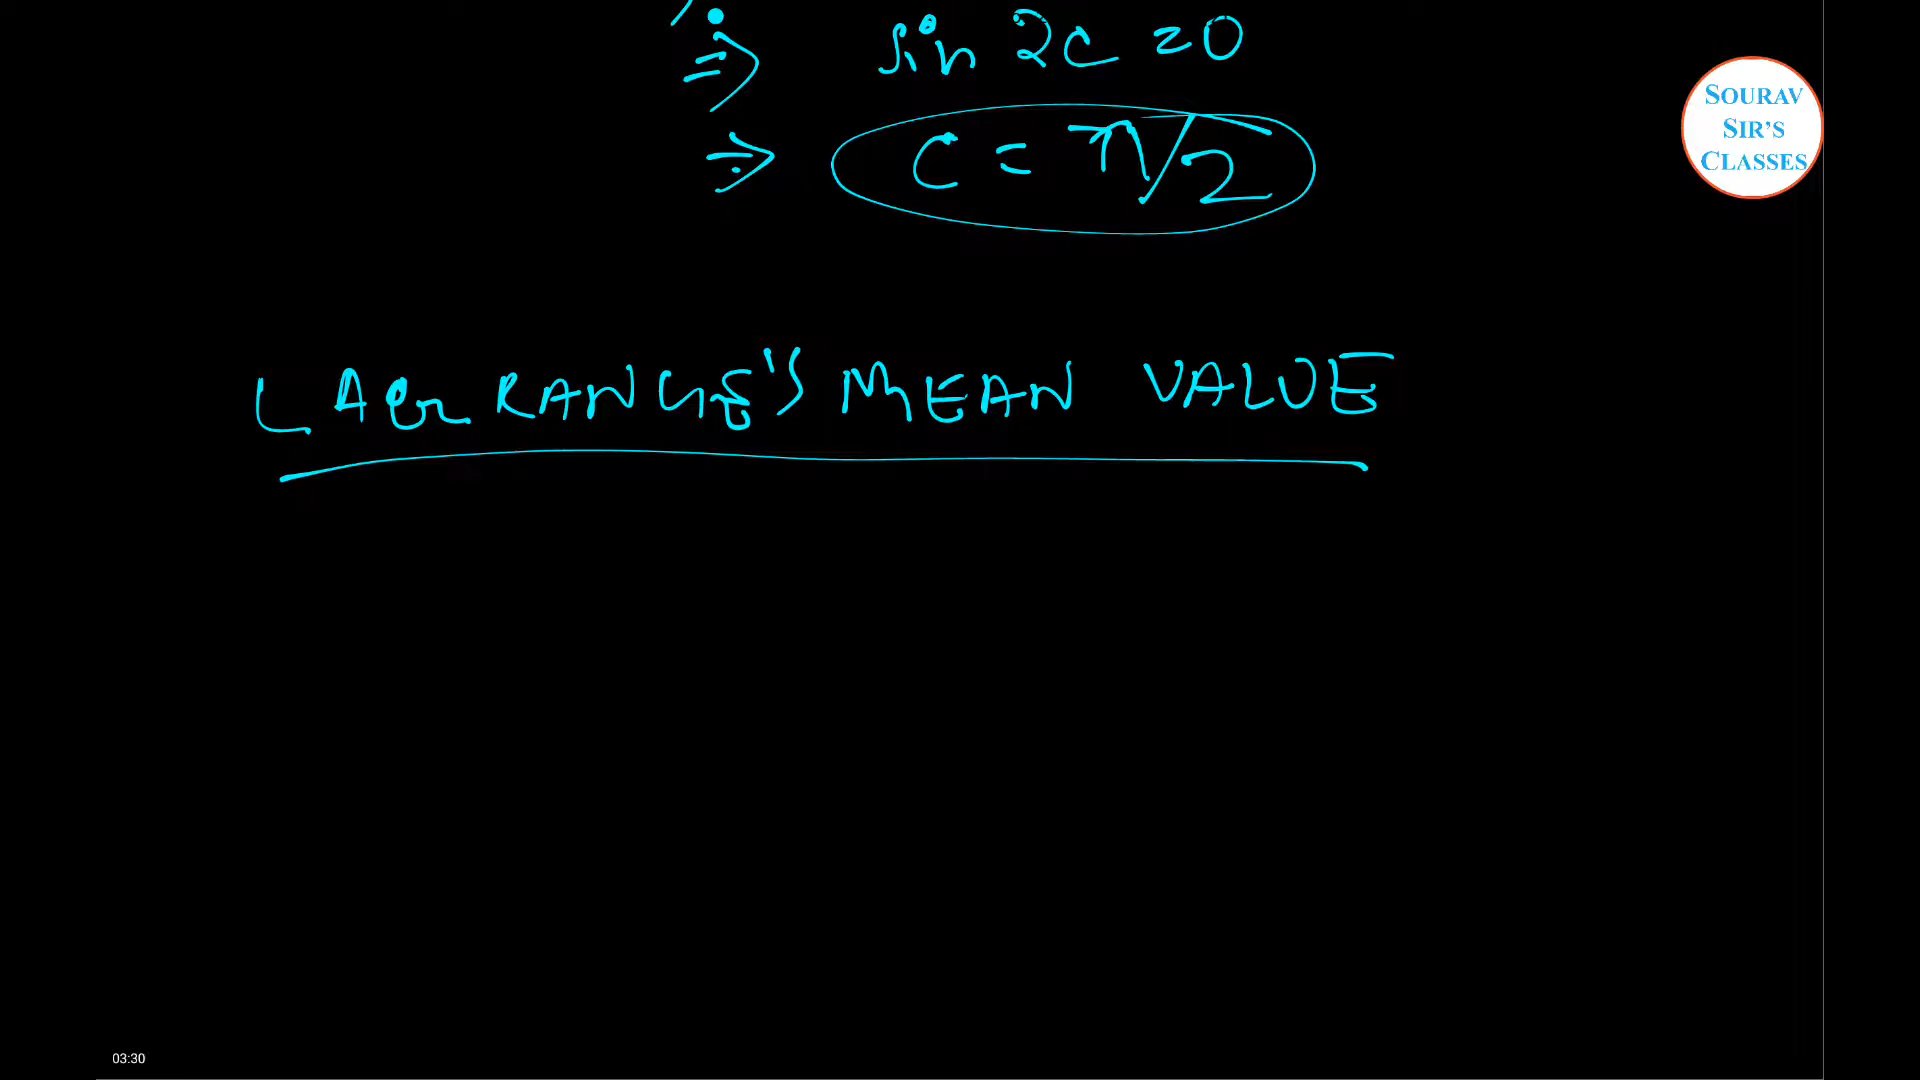 ⇒ sin 2c = 0
⇒ c = π/2
LAGRANGE'S MEAN VALUE
SOURAV
SIR'S
CLASSES
03:30